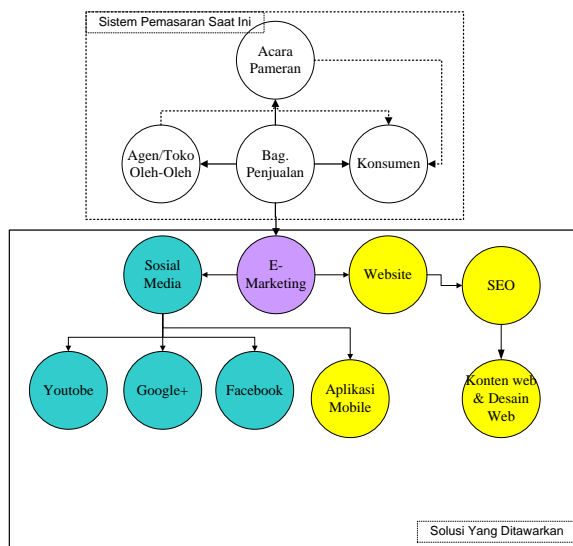 Sistem Pemasaran Saat Ini
Acara
Pameran
Agen/Toko
Oleh-Oleh
Bag.
Penjualan
Konsumen
Sosial
Media
E-
Marketing
Website
SEO
Youtobe
Google+
Facebook
Aplikasi
Mobile
Konten web
& Desain
Web
Solusi Yang Ditawarkan